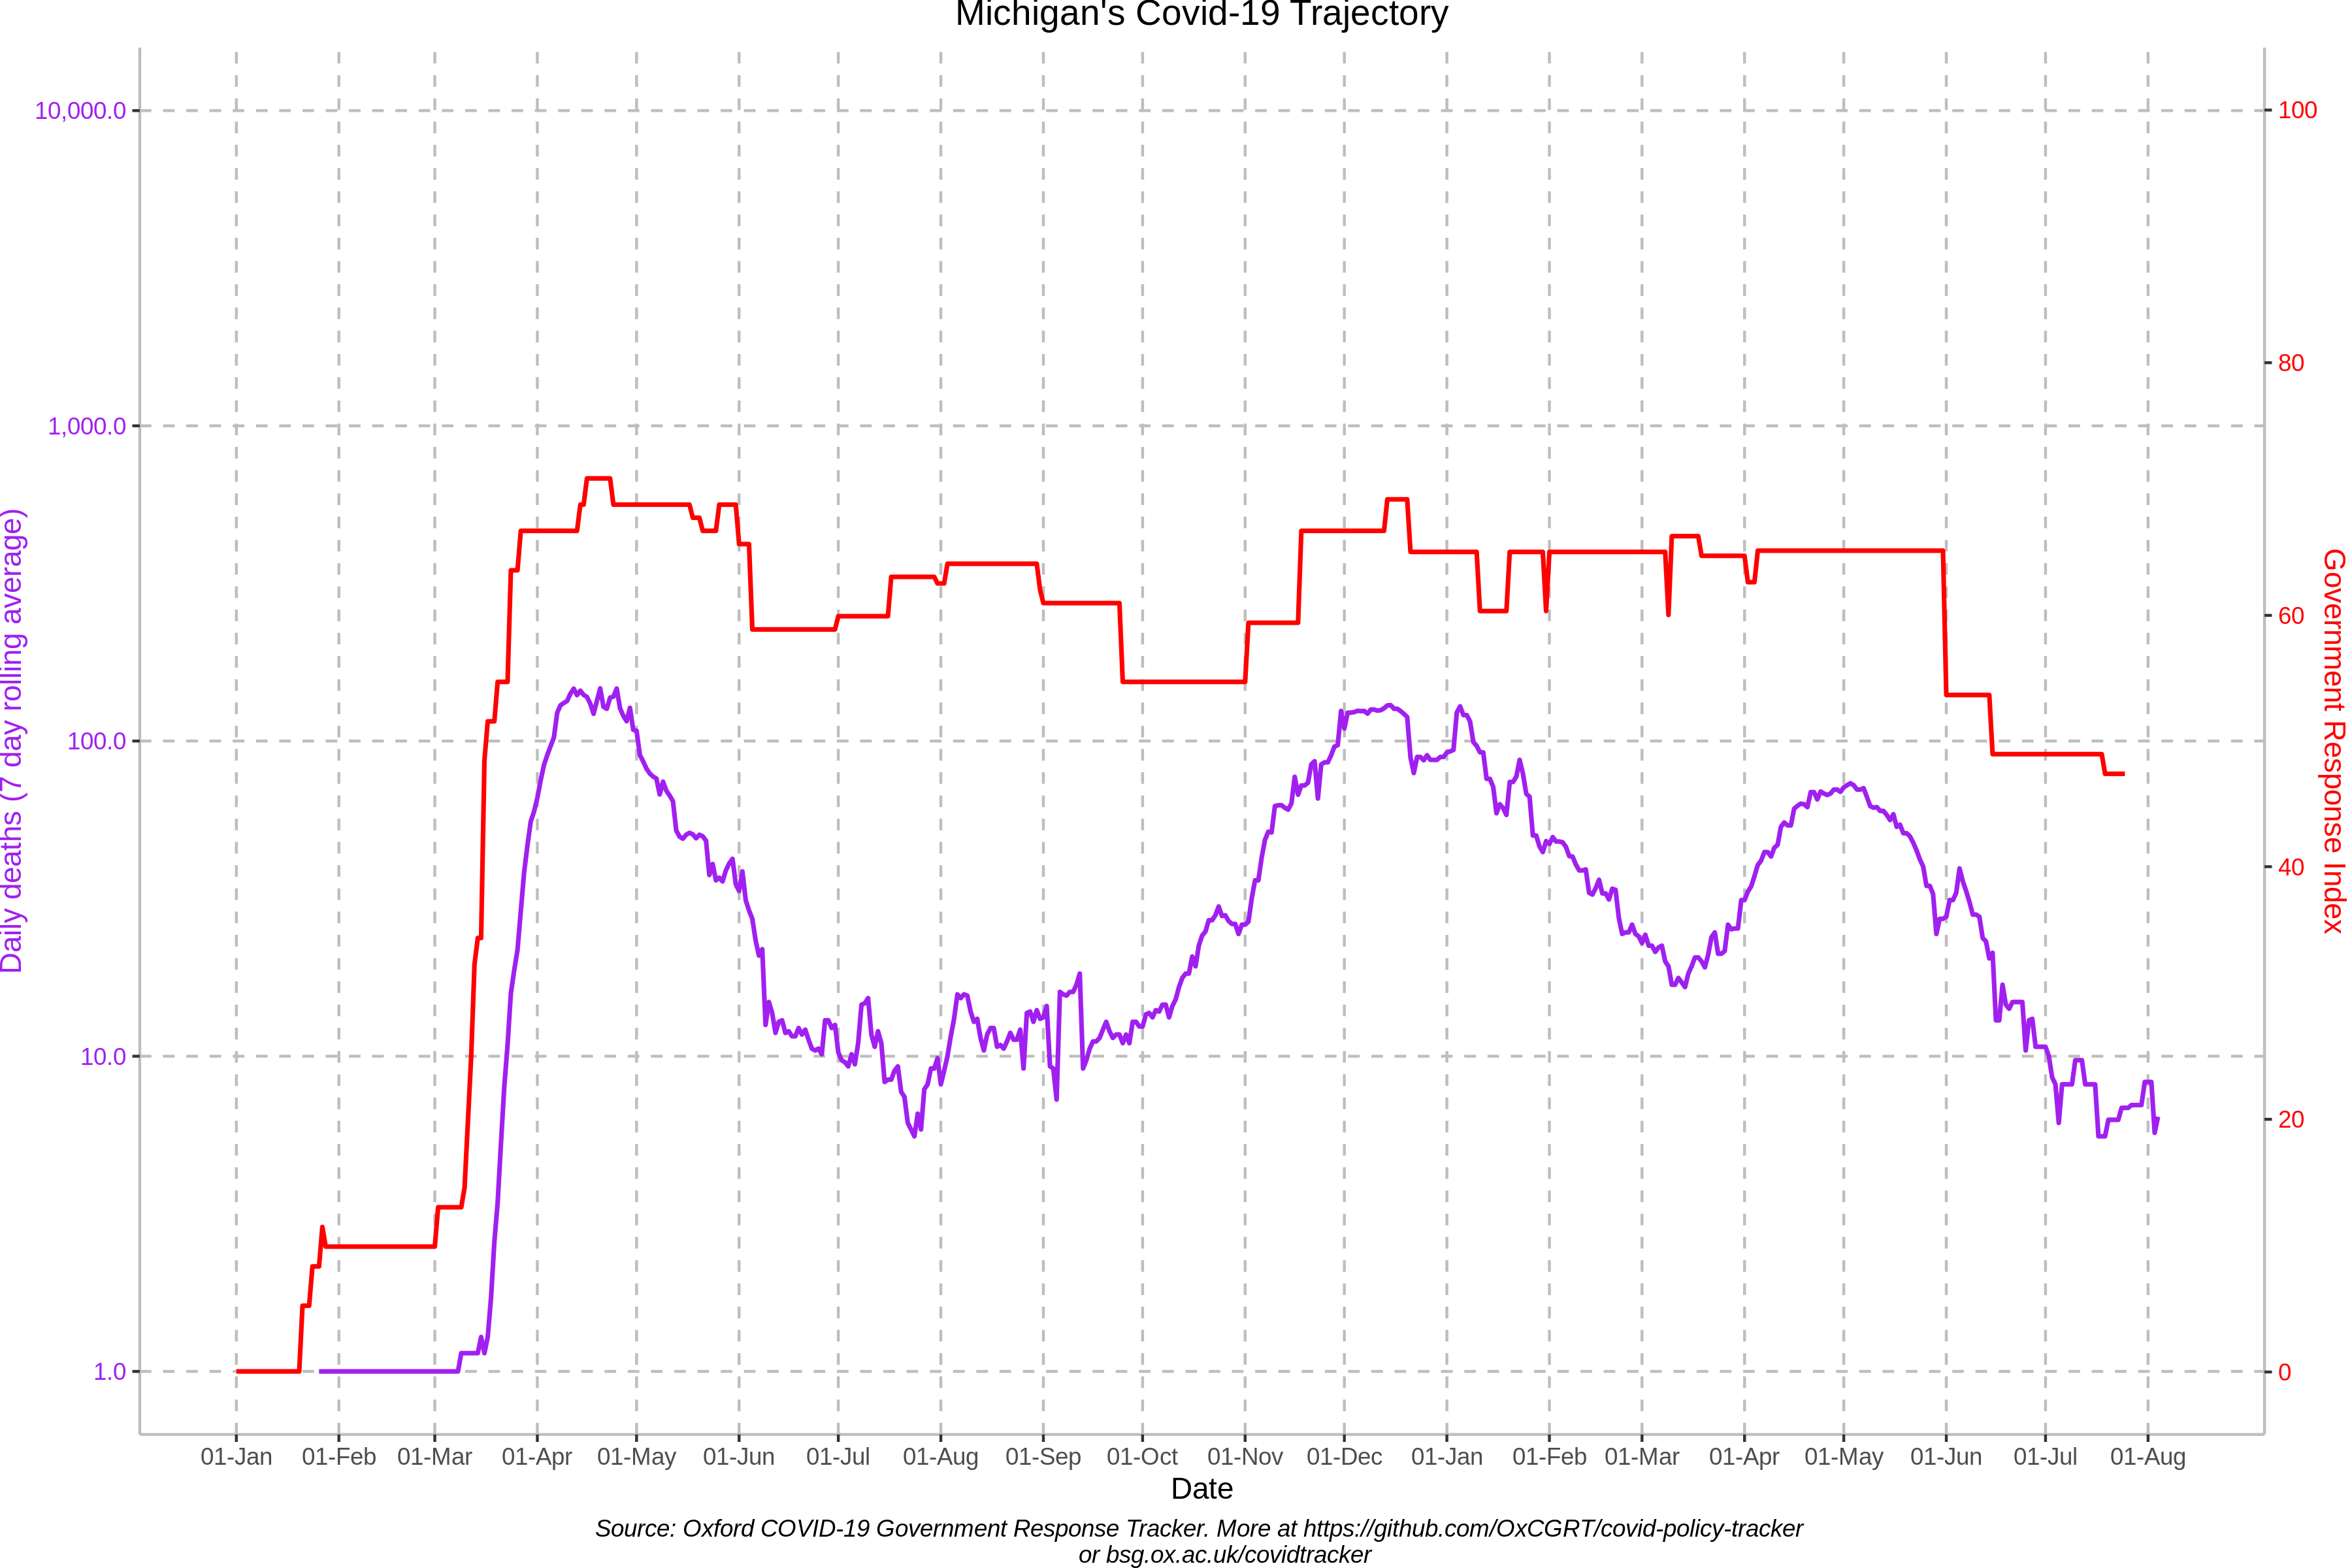 Michigan's Covid-19 Trajectory
10,000.0
1,000.0
100.0
10.0
1.0
Daily deaths (7 day rolling average)
100
80
60
40
20
0
Government Response Index
01-Jan 01-Feb 01-Mar 01-Apr 01-May 01-Jun 01-Jul 01-Aug 01-Sep 01-Oct 01-Nov 01-Dec 01-Jan 01-Feb 01-Mar 01-Apr 01-May 01-Jun 01-Jul 01-Aug
Date
Source: Oxford COVID-19 Government Response Tracker. More at https://github.com/OxCGRT/covid-policy-tracker
or bsg.ox.ac.uk/covidtracker